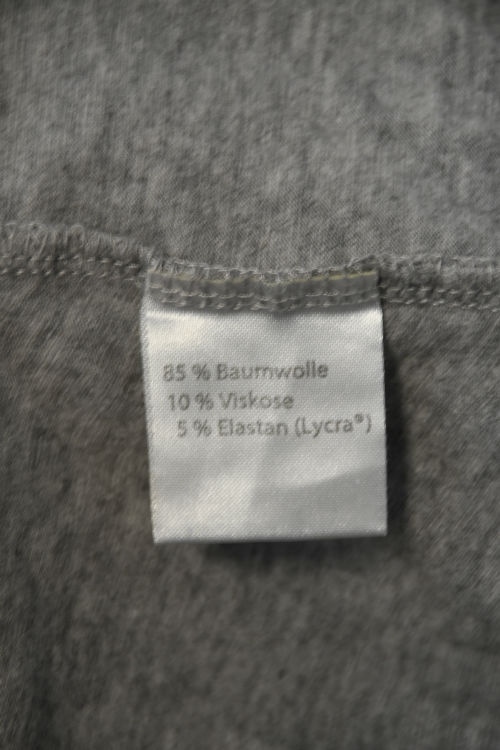 85 % Baumwolle
10 % Viskose
5 % Elastan (Lycra®)